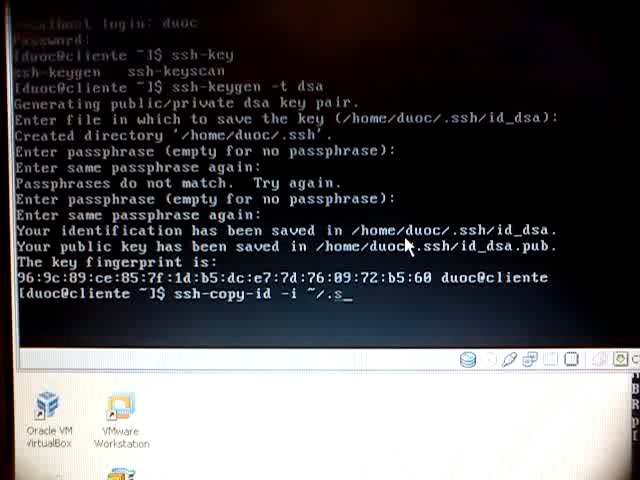 localhost login: duoc
Password:
[duoc@cliente ~]$ ssh-key
ssh-keygen ssh-keyscan
[duoc@cliente ~]$ ssh-keygen -t dsa
Generating public/private dsa key pair.
Enter file in which to save the key (/home/duoc/.ssh/id_dsa):
Created directory '/home/duoc/.ssh'.
Enter passphrase (empty for no passphrase):
Enter same passphrase again:
Passphrases do not match. Try again.
Enter passphrase (empty for no passphrase):
Enter same passphrase again:
Your identification has been saved in /home/duoc/.ssh/id_dsa.
Your public key has been saved in /home/duoc/.ssh/id_dsa.pub.
The key fingerprint is:
96:9c:89:ce:85:7f:1d:b5:dc:e7:7d:76:09:72:b5:60 duoc@cliente
[duoc@cliente ~]$ ssh-copy-id -i ~/.s_
Oracle VM
VirtualBox
VMware
Workstation